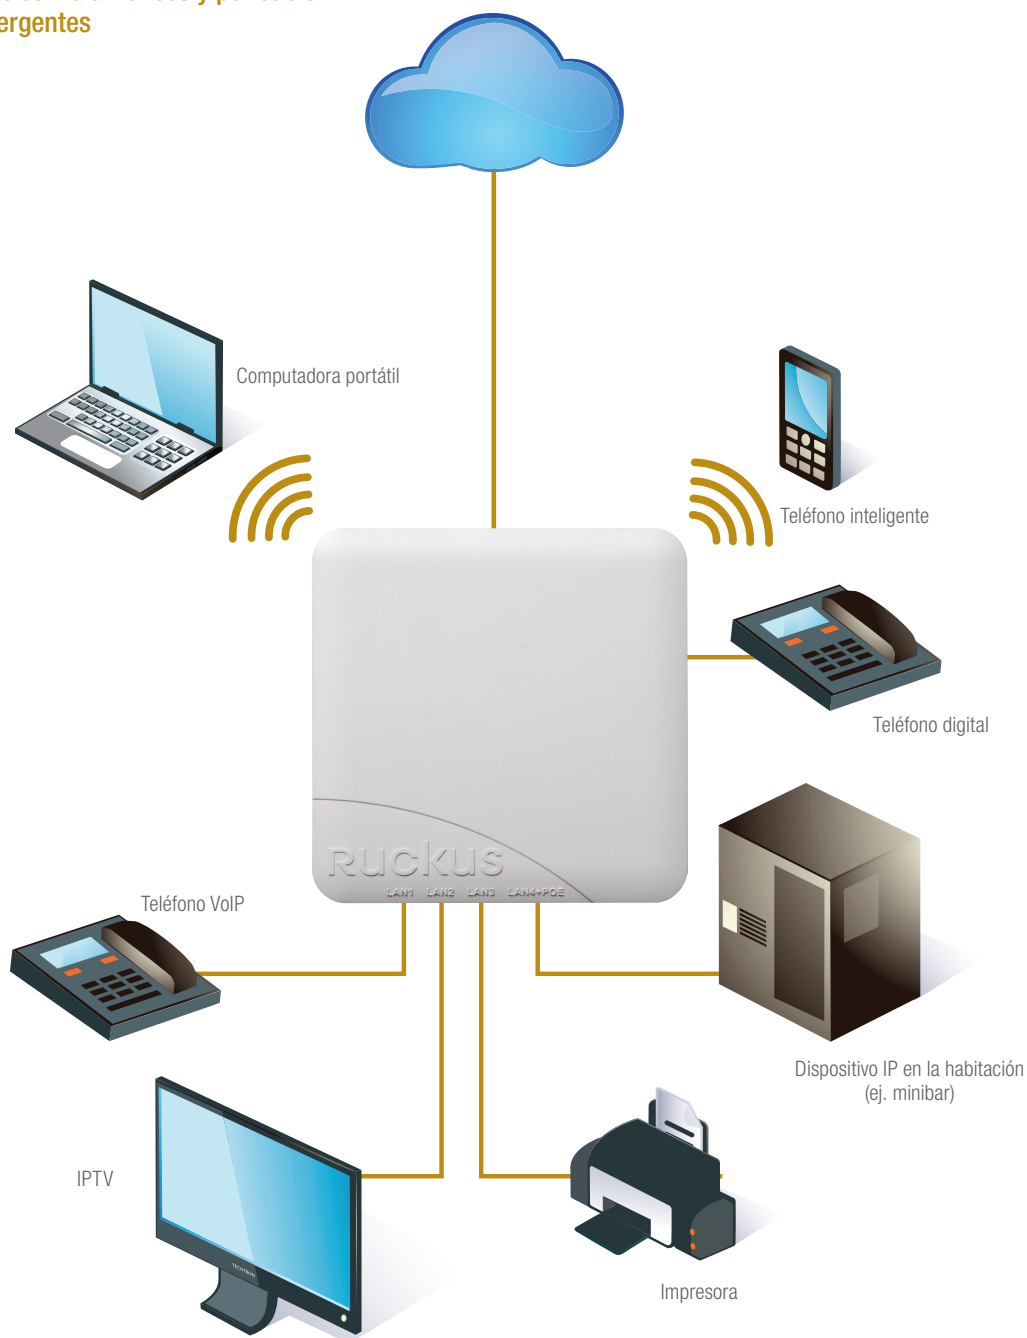 ergentes
Computadora portátil
Teléfono inteligente
Teléfono digital
RUCKUS
LAN1 LAN2 LAN3 LAN4+POE
Teléfono VoIP
Dispositivo IP en la habitación
(ej. minibar)
IPTV
TECHTRON
Impresora